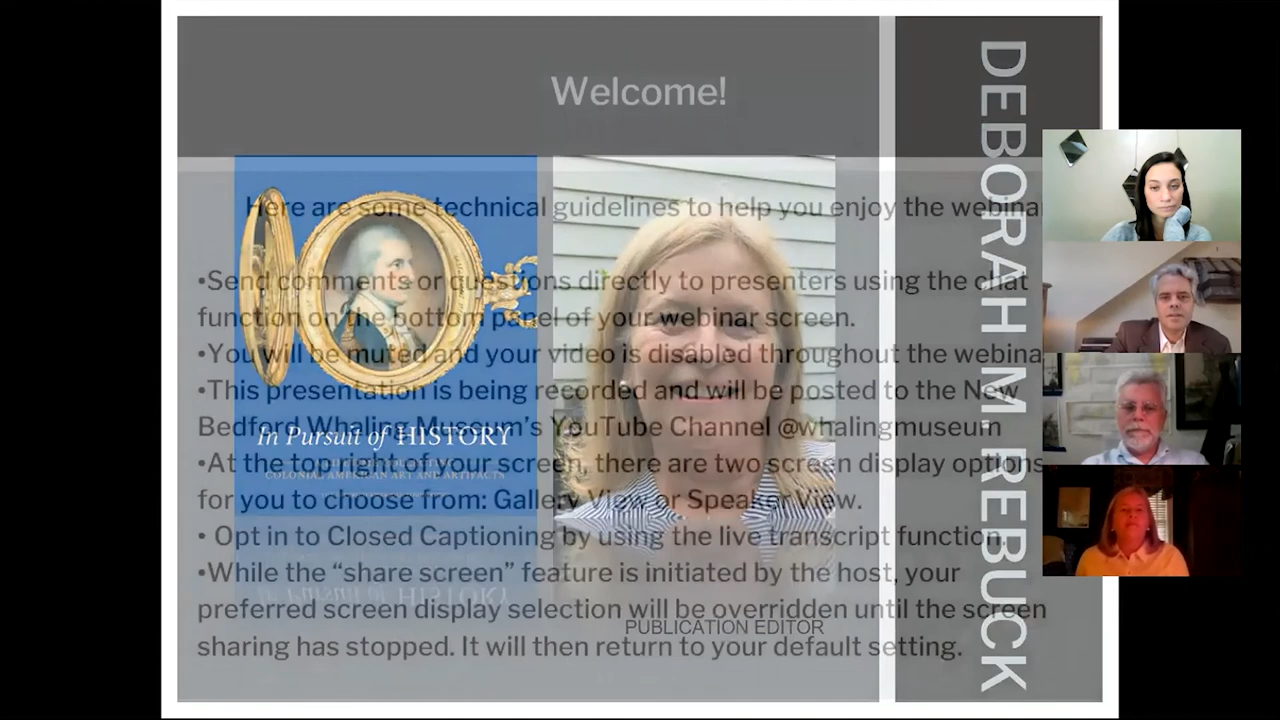 Welcome!
Here are some technical guidelines to help you enjoy the webinar
•Send comments or questions directly to presenters using the chat
function on the bottom panel of your webinar screen.
•You will be muted and your video is disabled throughout the webina
•This presentation is being recorded and will be posted to the New
Bedford Whaling Museum's YouTube Channel @whalingmuseum
•At the top right of your screen, there are two screen display options
for you to choose from: Gallery View or Speaker View.
• Opt in to Closed Captioning by using the live transcript function.
•While the “share screen” feature is initiated by the host, your
preferred screen display selection will be overridden until the screen
sharing has stopped. It will then return to your default setting.
In Pursuit of HISTORY
COLONIAL AMERICAN ART AND ARTIFACTS
PUBLICATION EDITOR
DEBORAH M. REBUCK